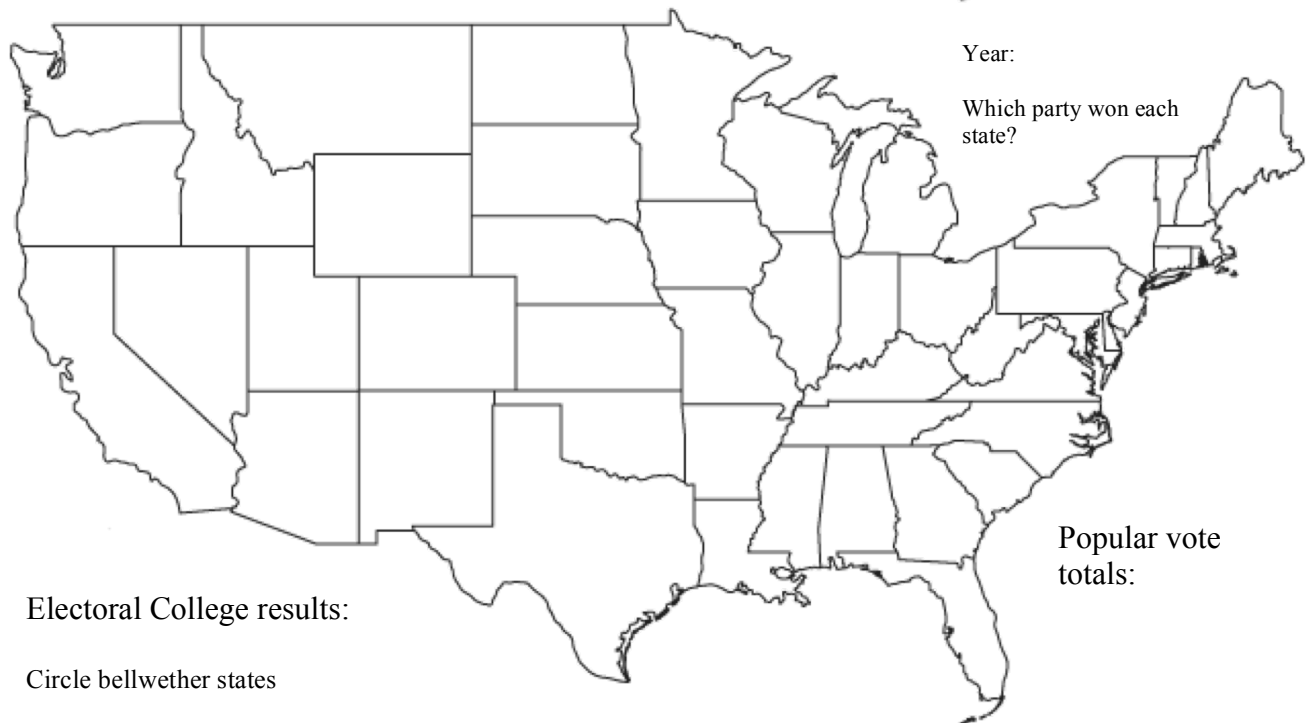 Year:
Which party won each
state?
Popular vote
totals:
Electoral College results:
Circle bellwether states